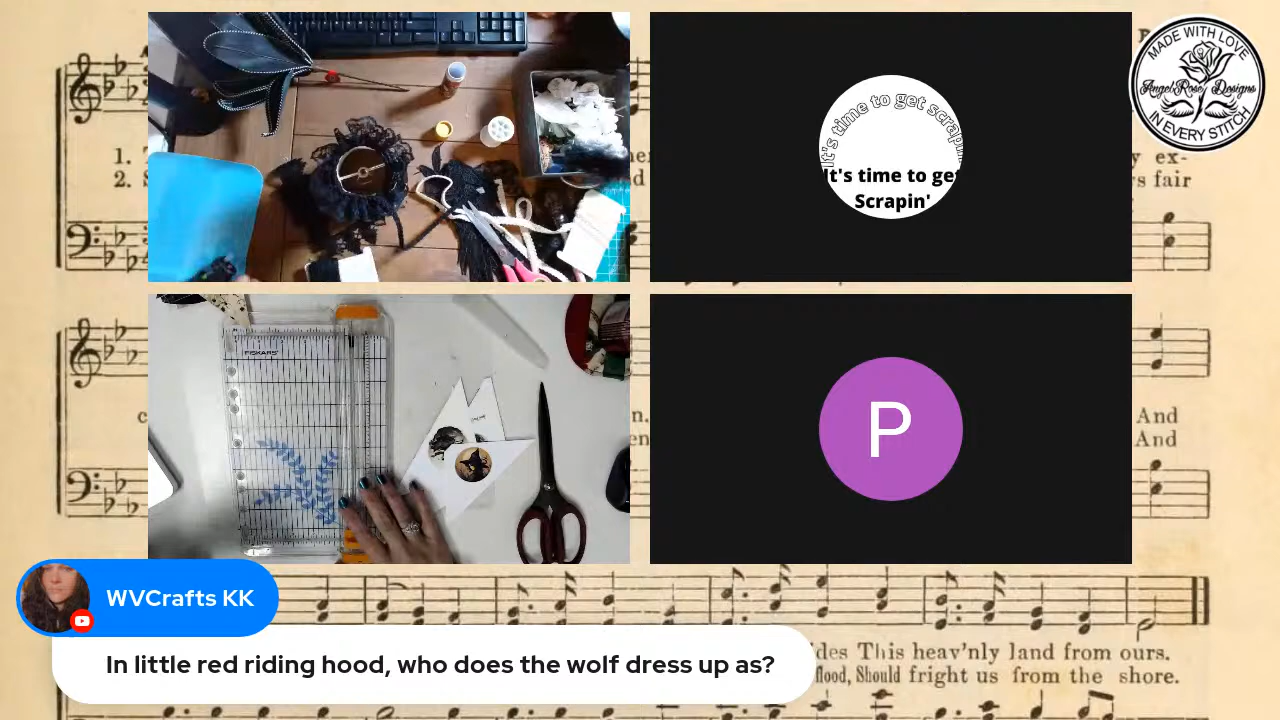 MADE WITH LOVE
AngelRose Designs
IN EVERY STITCH
It's time to get scrapin
It's time to get
Scrapin'
1.
2.
y ex-
s fair
FISKARS
P
c
n.
en
And
And
WVCrafts KK
In little red riding hood, who does the wolf dress up as?
ides This heav'nly land from ours.
flood, Should fright us from the shore.